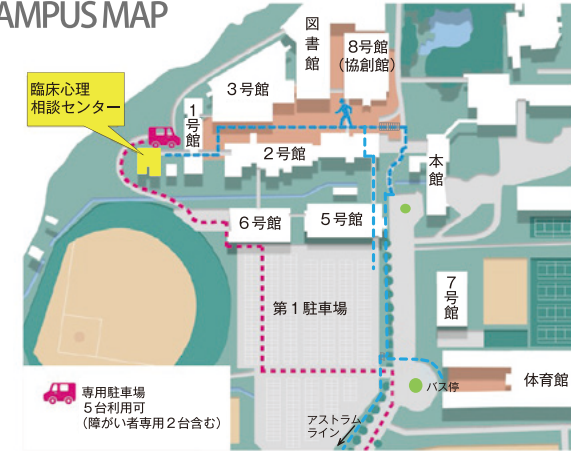 CAMPUS MAP
図書館
8号館
(協創館)
3号館
臨床心理
相談センター
1号館
2号館
本館
6号館
5号館
第1駐車場
7号館
バス停
体育館
専用駐車場
5台利用可
(障がい者専用2台含む)
アストラム
ライン